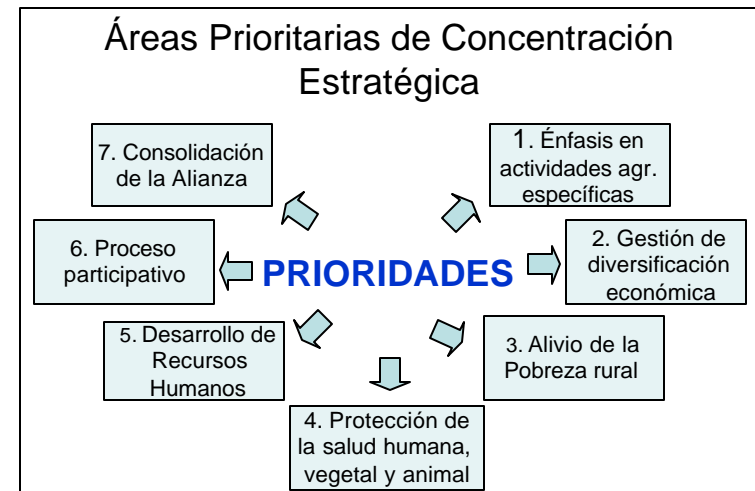 Áreas Prioritarias de Concentración
Estratégica
1. Énfasis en
actividades agr.
específicas
2. Gestión de
diversificación
económica
3. Alivio de la
Pobreza rural
4. Protección de
la salud humana,
vegetal y animal
5. Desarrollo de
Recursos
Humanos
6. Proceso
participativo
7. Consolidación
de la Alianza
PRIORIDADES